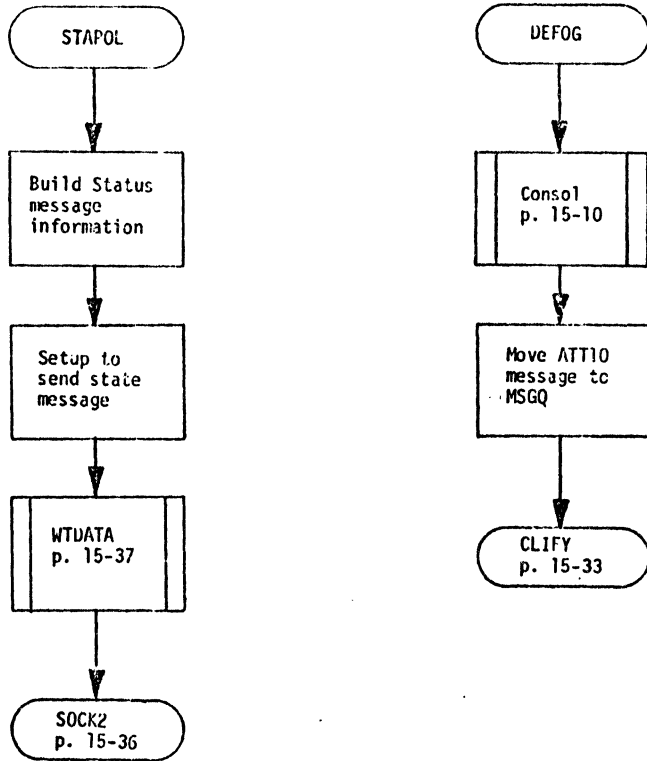 STAPOL
Build Status
message
information
Setup to
send state
message
WTDATA
p. 15-37
SOCK2
p. 15-36
DEFOG
Consol
p. 15-10
Move ATT10
message to
MSGQ
CLIFY
p. 15-33